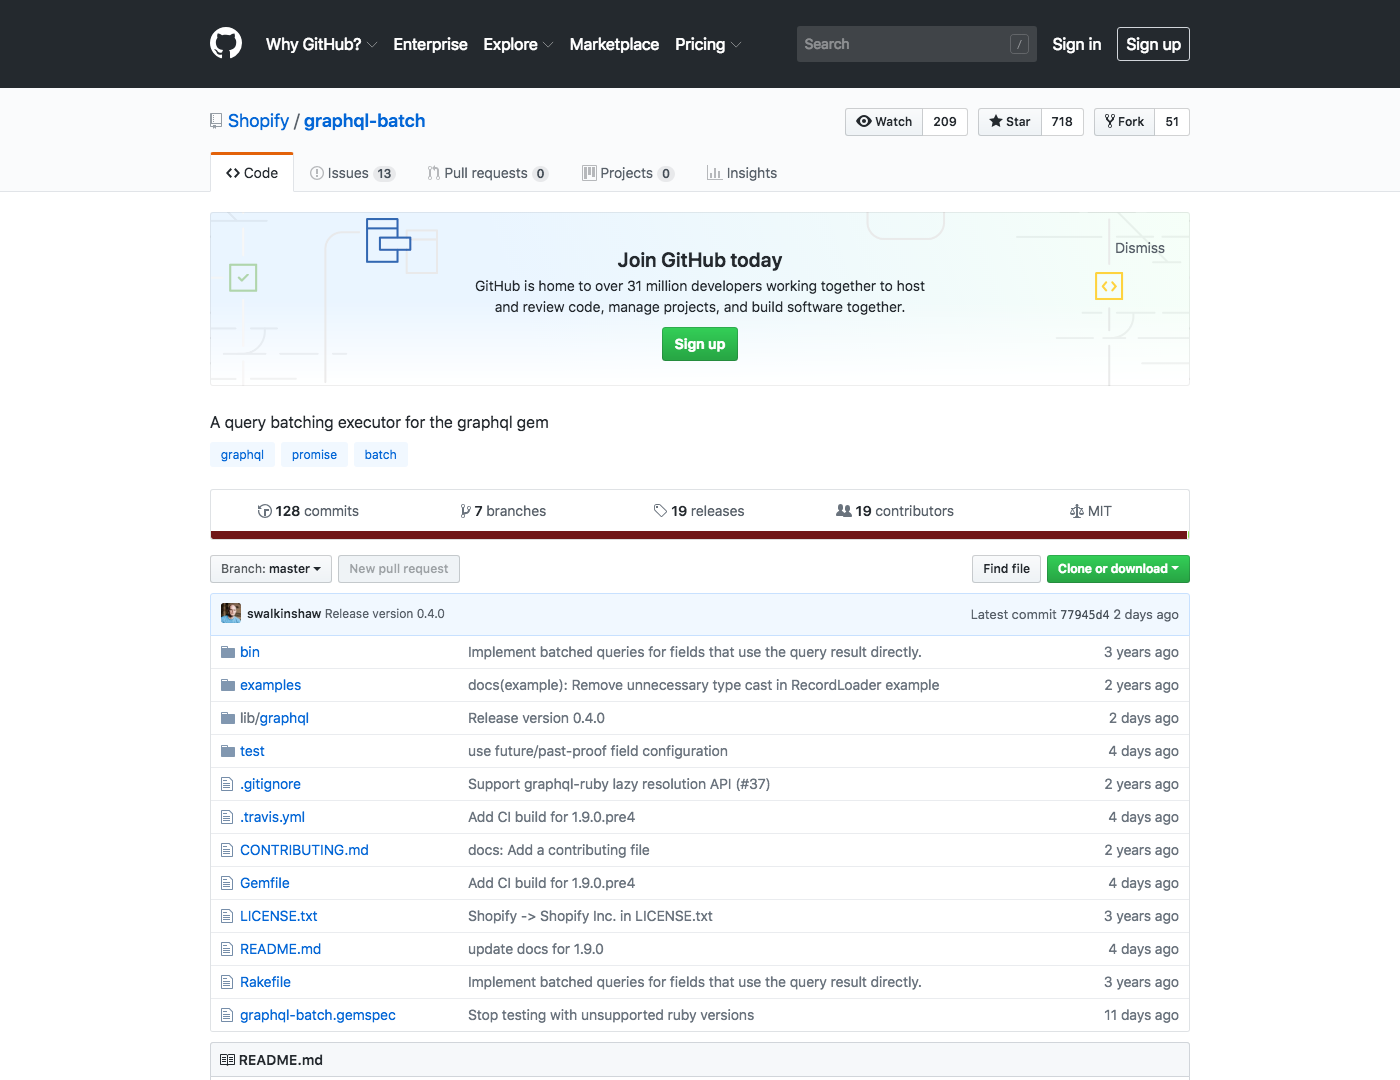 Why GitHub? Enterprise Explore Marketplace Pricing Search / Sign in Sign up
Shopify / graphql-batch Watch 209 Star 718 Fork 51
Code Issues 13 Pull requests 0 Projects 0 Insights
Dismiss
Join GitHub today
GitHub is home to over 31 million developers working together to host
and review code, manage projects, and build software together.
Sign up
A query batching executor for the graphql gem
graphql promise batch
128 commits 7 branches 19 releases 19 contributors MIT
Branch: master New pull request Find file Clone or download
swalkinshaw Release version 0.4.0 Latest commit 77945d4 2 days ago
bin Implement batched queries for fields that use the query result directly. 3 years ago
examples docs(example): Remove unnecessary type cast in RecordLoader example 2 years ago
lib/graphql Release version 0.4.0 2 days ago
test use future/past-proof field configuration 4 days ago
.gitignore Support graphql-ruby lazy resolution API (#37) 2 years ago
.travis.yml Add CI build for 1.9.0.pre4 4 days ago
CONTRIBUTING.md docs: Add a contributing file 2 years ago
Gemfile Add CI build for 1.9.0.pre4 4 days ago
LICENSE.txt Shopify -> Shopify Inc. in LICENSE.txt 3 years ago
README.md update docs for 1.9.0 4 days ago
Rakefile Implement batched queries for fields that use the query result directly. 3 years ago
graphql-batch.gemspec Stop testing with unsupported ruby versions 11 days ago
README.md